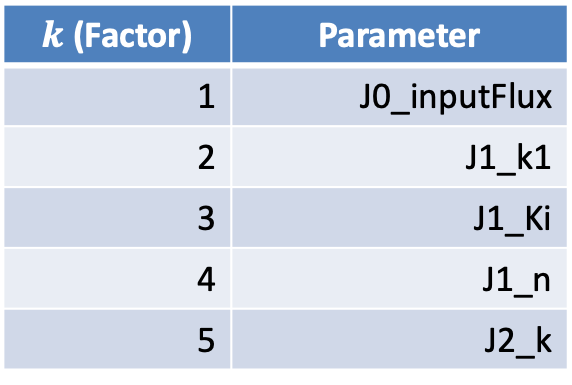 k (Factor) Parameter
1 J0_inputFlux
2 J1_k1
3 J1_Ki
4 J1_n
5 J2_k